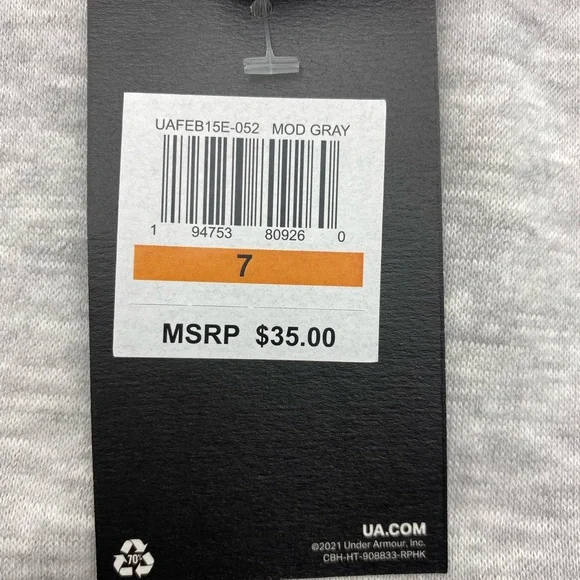 UAFEB15E-052 MOD GRAY
1 94753 80926 0
7
MSRP $35.00
UA.COM
©2021 Under Armour, Inc.
CBH-HT-908833-RPHK
70%